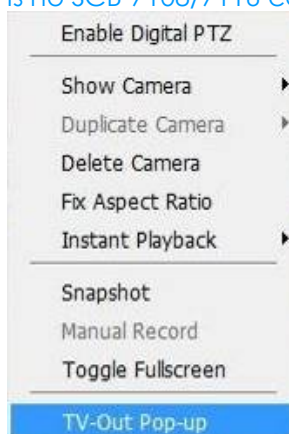 Enable Digital PTZ
Show Camera
Duplicate Camera
Delete Camera
Fix Aspect Ratio
Instant Playback
Snapshot
Manual Record
Toggle Fullscreen
TV-Out Pop-up